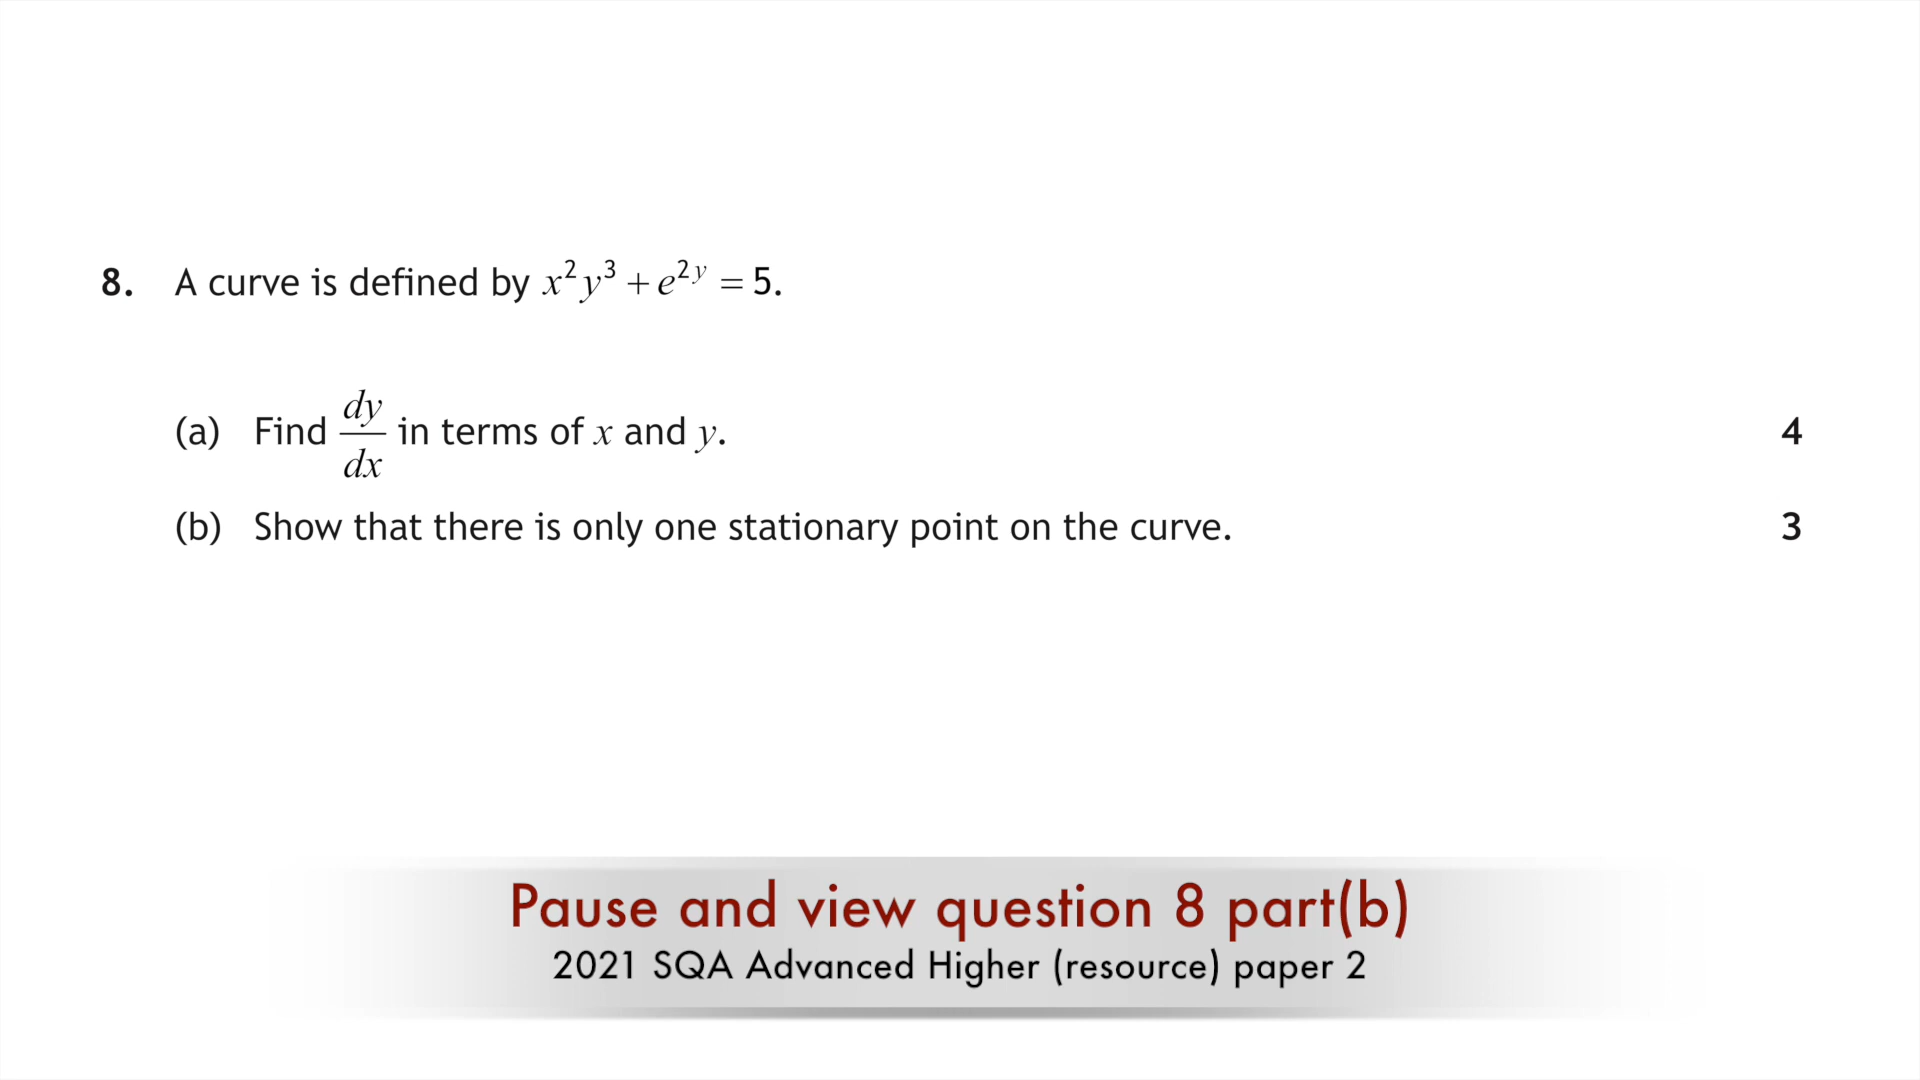 8. A curve is defined by x²y³ + e²ʸ = 5.
(a) Find dy/dx in terms of x and y. 4
(b) Show that there is only one stationary point on the curve. 3
Pause and view question 8 part(b)
2021 SQA Advanced Higher (resource) paper 2